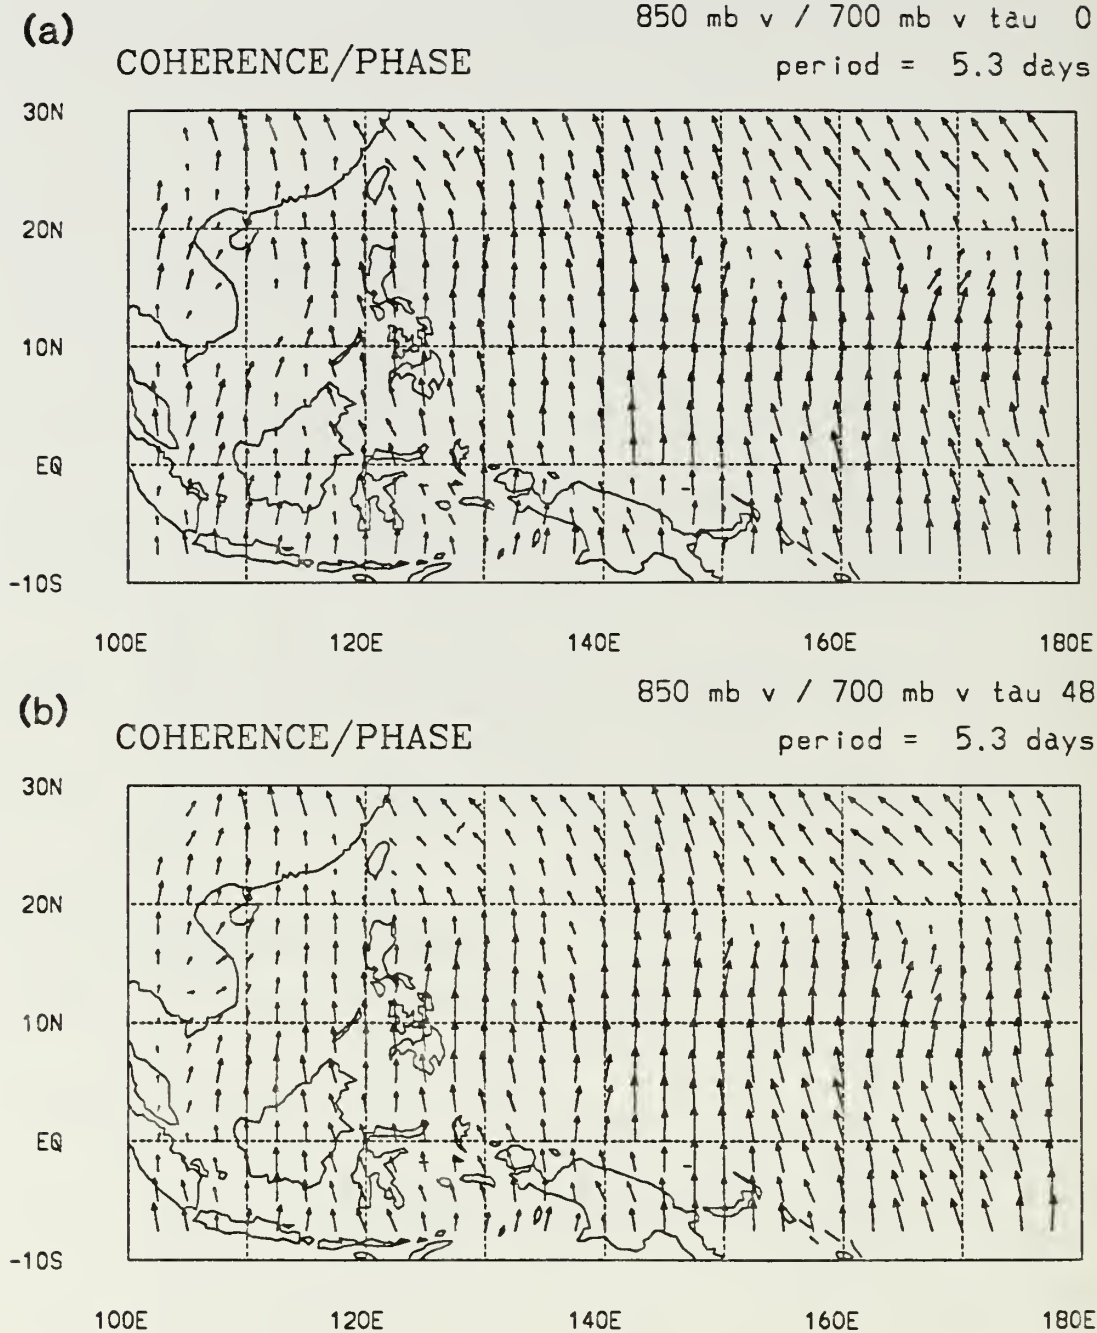 (a)
850 mb v / 700 mb v tau 0
COHERENCE/PHASE
period = 5.3 days
30N
20N
10N
EQ
-10S
100E 120E 140E 160E 180E
(b)
850 mb v / 700 mb v tau 48
COHERENCE/PHASE
period = 5.3 days
30N
20N
10N
EQ
-10S
100E 120E 140E 160E 180E